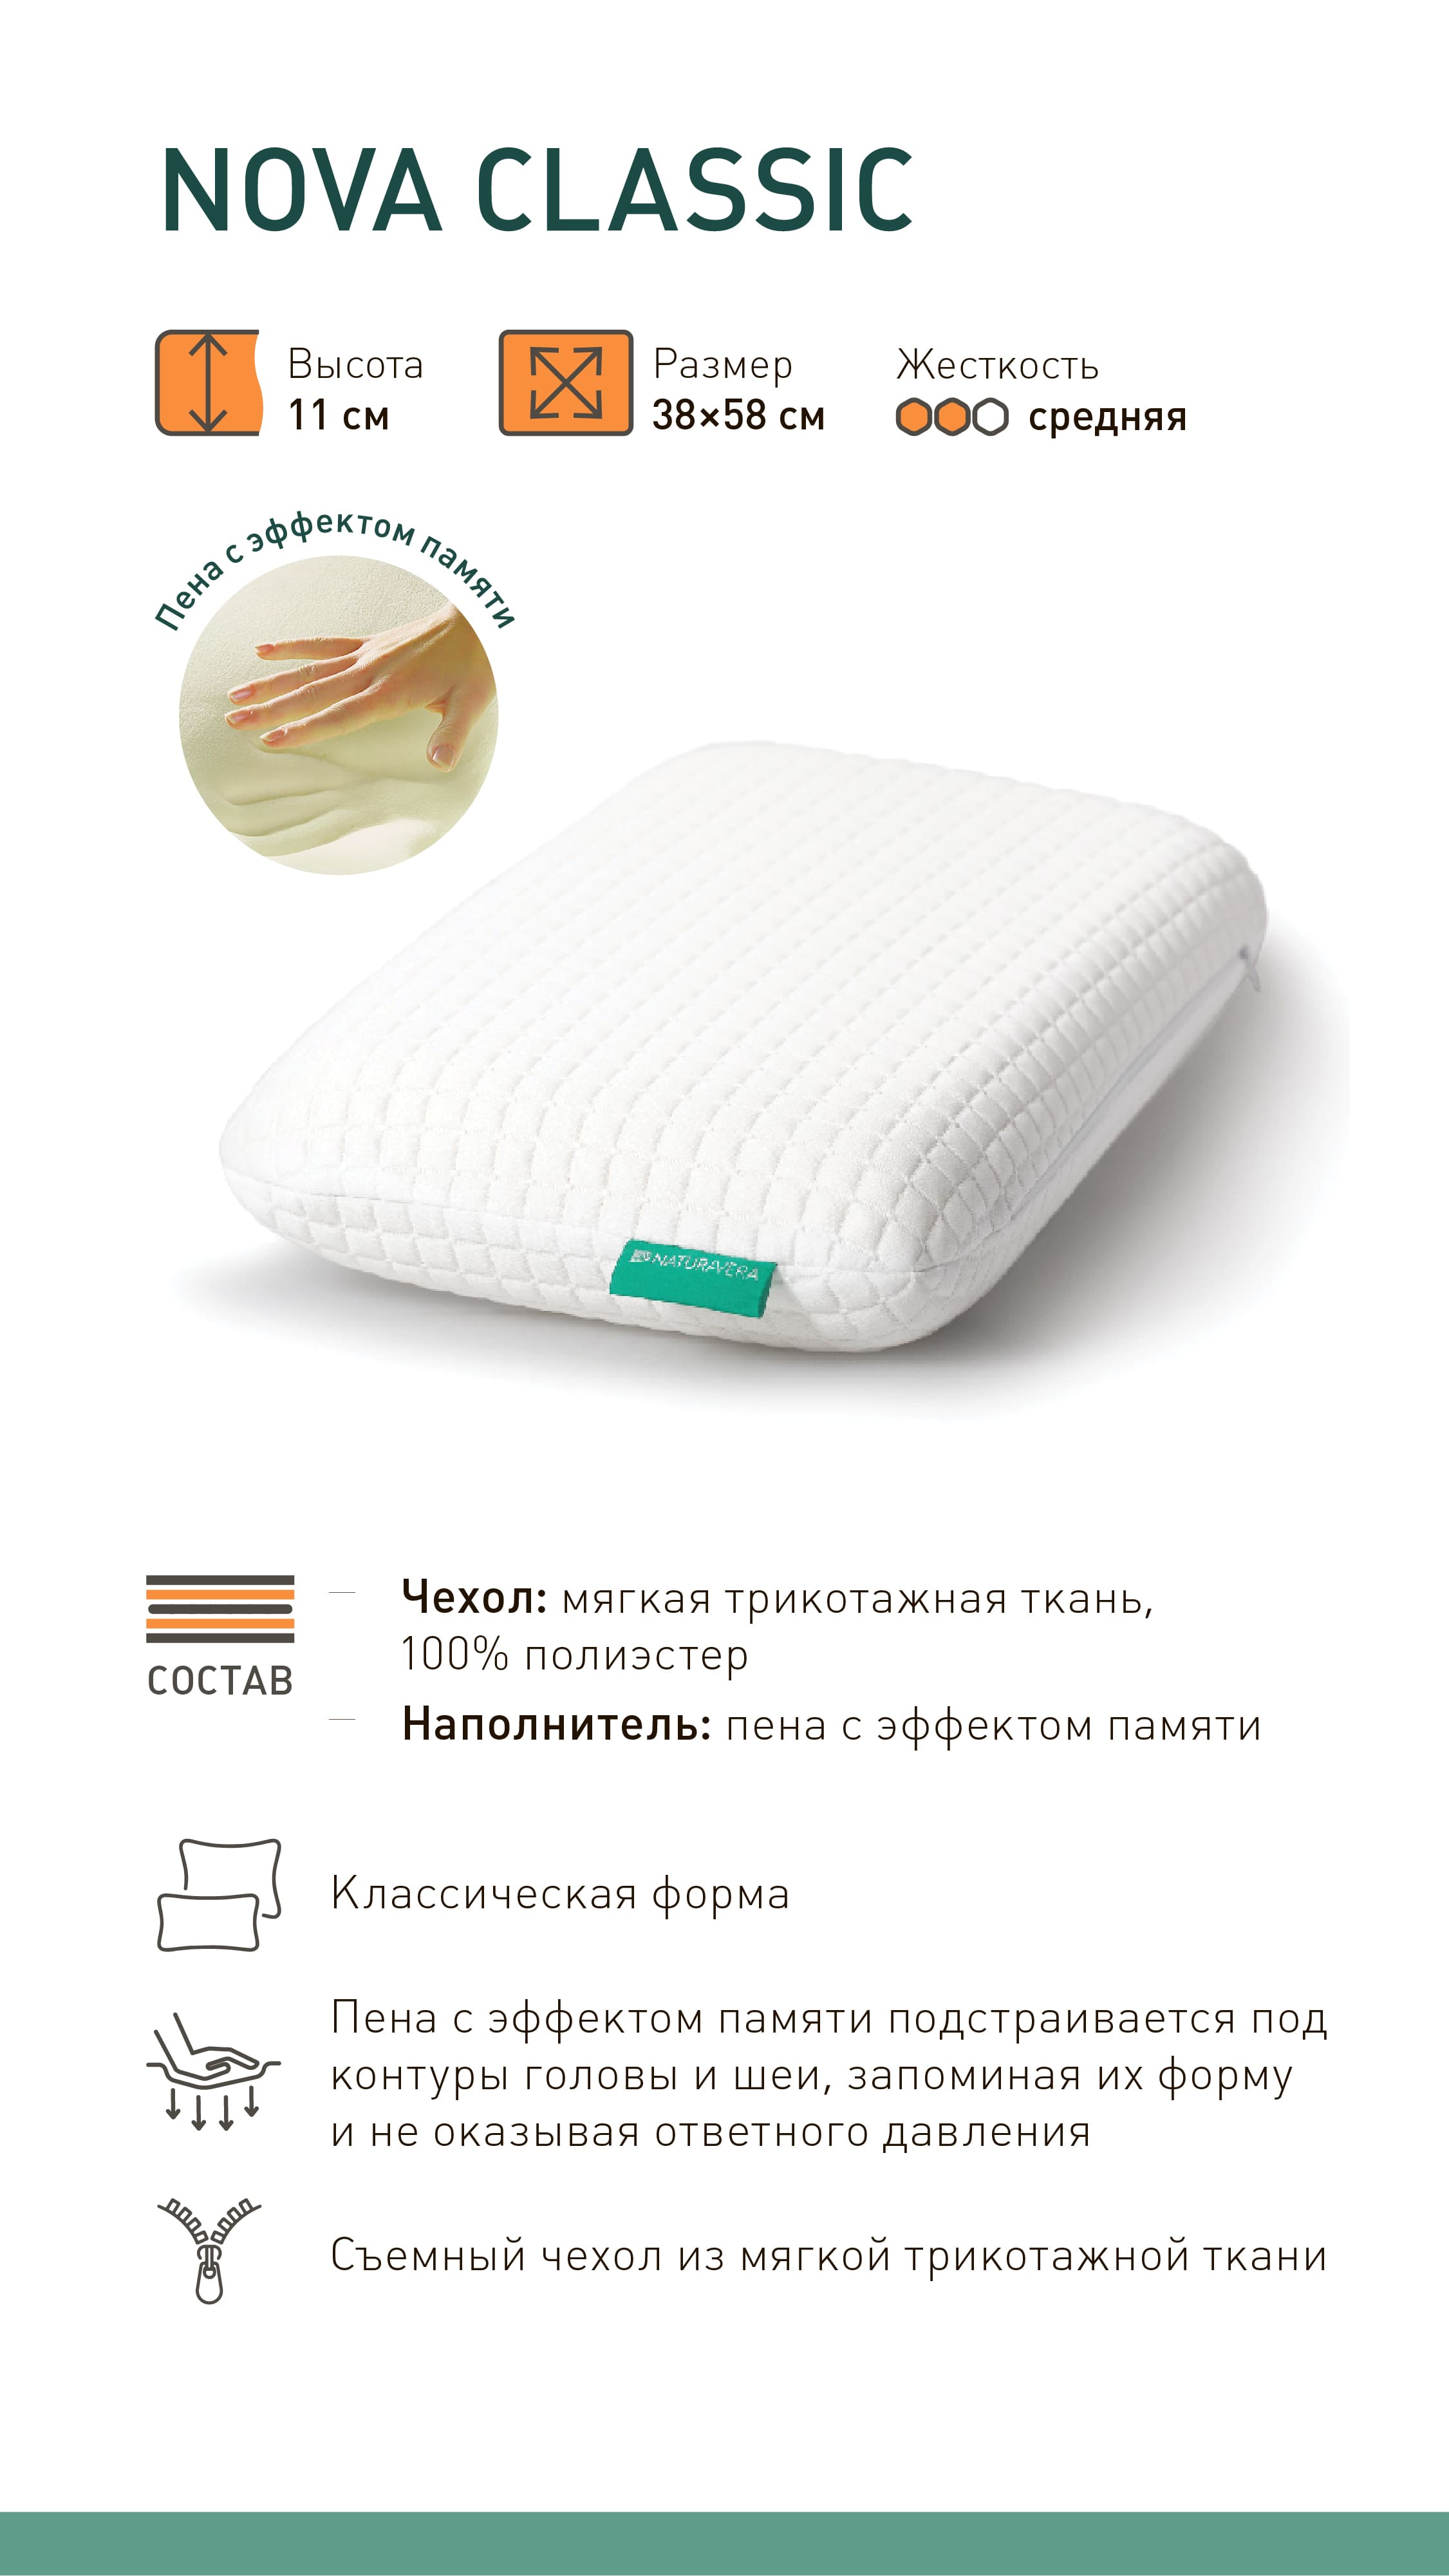 NOVA CLASSIC
Высота
11 см
Размер
38×58 см
Жесткость
средняя
Пена с эффектом памяти
NATURAVERA
СОСТАВ
Чехол: мягкая трикотажная ткань,
100% полиэстер
Наполнитель: пена с эффектом памяти
Классическая форма
Пена с эффектом памяти подстраивается под
контуры головы и шеи, запоминая их форму
и не оказывая ответного давления
Съемный чехол из мягкой трикотажной ткани